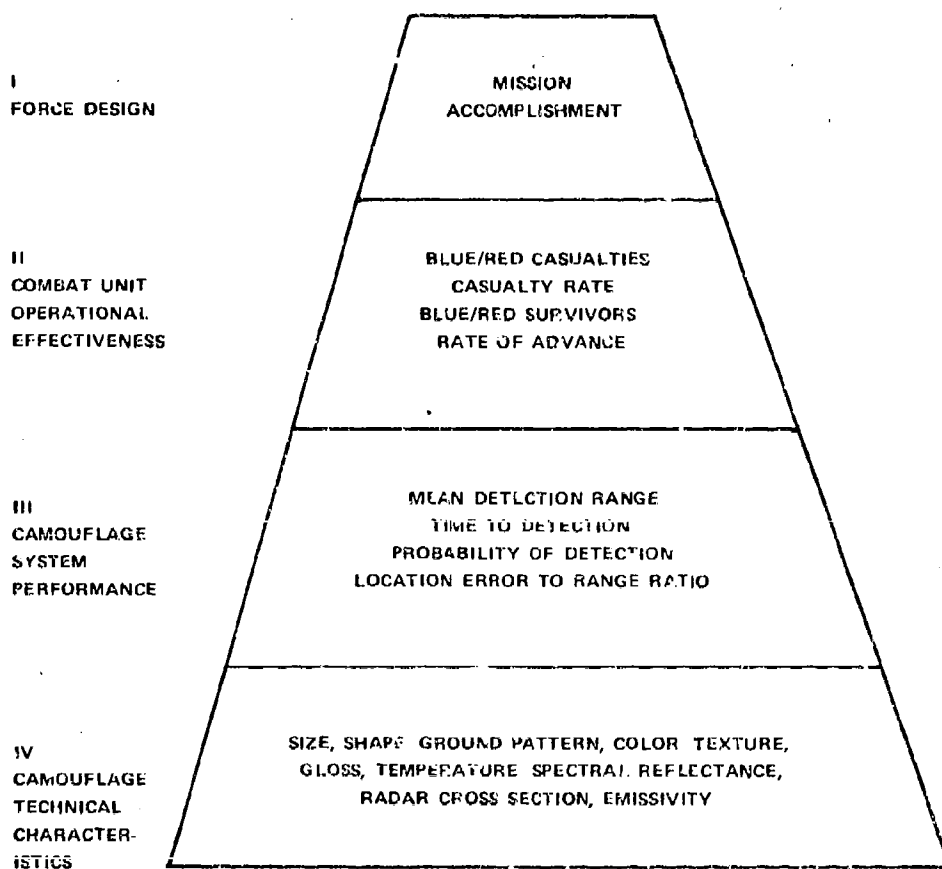 I
FORCE DESIGN
MISSION
ACCOMPLISHMENT
II
COMBAT UNIT
OPERATIONAL
EFFECTIVENESS
BLUE/RED CASUALTIES
CASUALTY RATE
BLUE/RED SURVIVORS
RATE OF ADVANCE
III
CAMOUFLAGE
SYSTEM
PERFORMANCE
MEAN DETECTION RANGE
TIME TO DETECTION
PROBABILITY OF DETECTION
LOCATION ERROR TO RANGE RATIO
IV
CAMOUFLAGE
TECHNICAL
CHARACTER-
ISTICS
SIZE, SHAPE GROUND PATTERN, COLOR TEXTURE,
GLOSS, TEMPERATURE SPECTRAL REFLECTANCE,
RADAR CROSS SECTION, EMISSIVITY